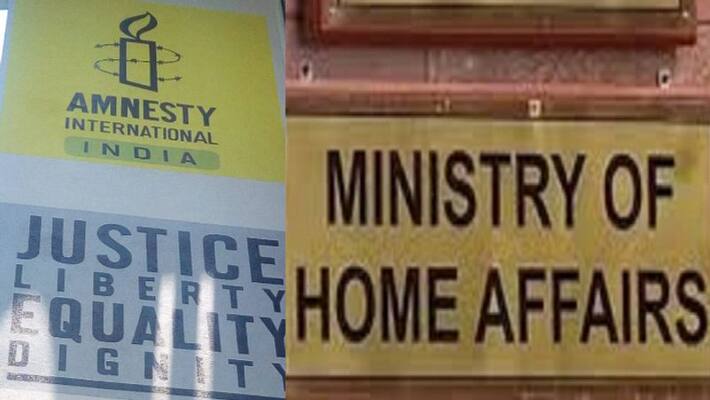 AMNESTY
INTERNATIONAL
INDIA
JUSTICE
LIBERTY
EQUALITY
DIGNITY
MINISTRY OF
HOME AFFAIRS